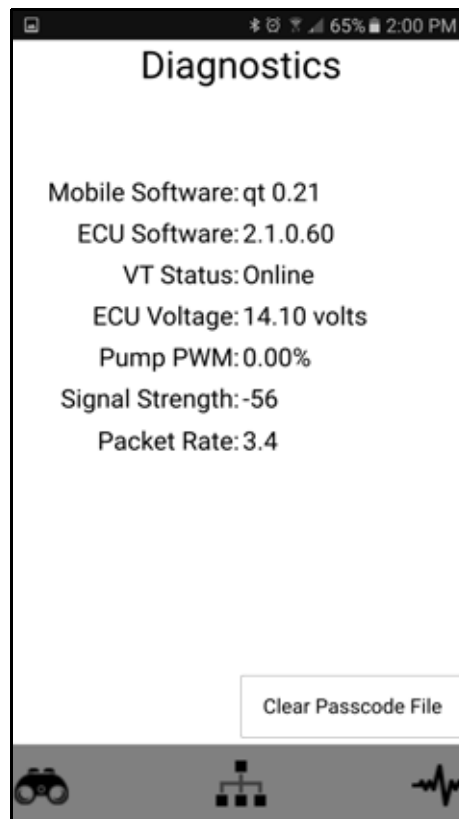 65% 2:00 PM
Diagnostics
Mobile Software: qt 0.21
ECU Software: 2.1.0.60
VT Status: Online
ECU Voltage: 14.10 volts
Pump PWM: 0.00%
Signal Strength: -56
Packet Rate: 3.4
Clear Passcode File